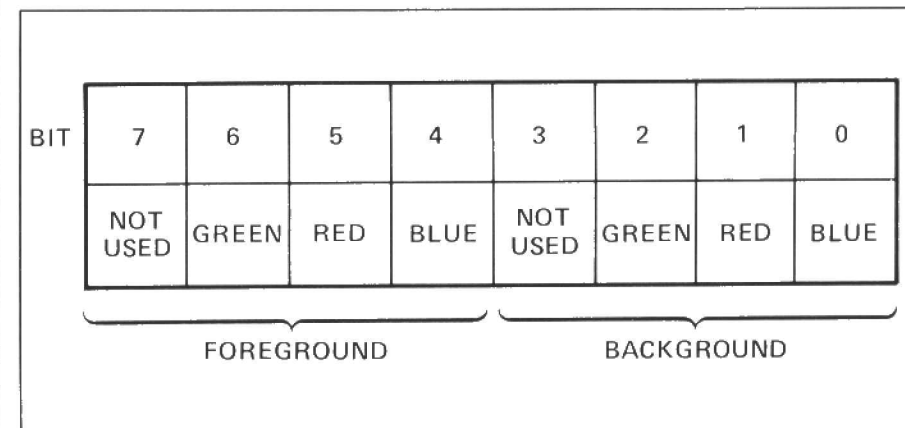 BIT 7 6 5 4 3 2 1 0
NOT USED GREEN RED BLUE NOT USED GREEN RED BLUE
FOREGROUND BACKGROUND